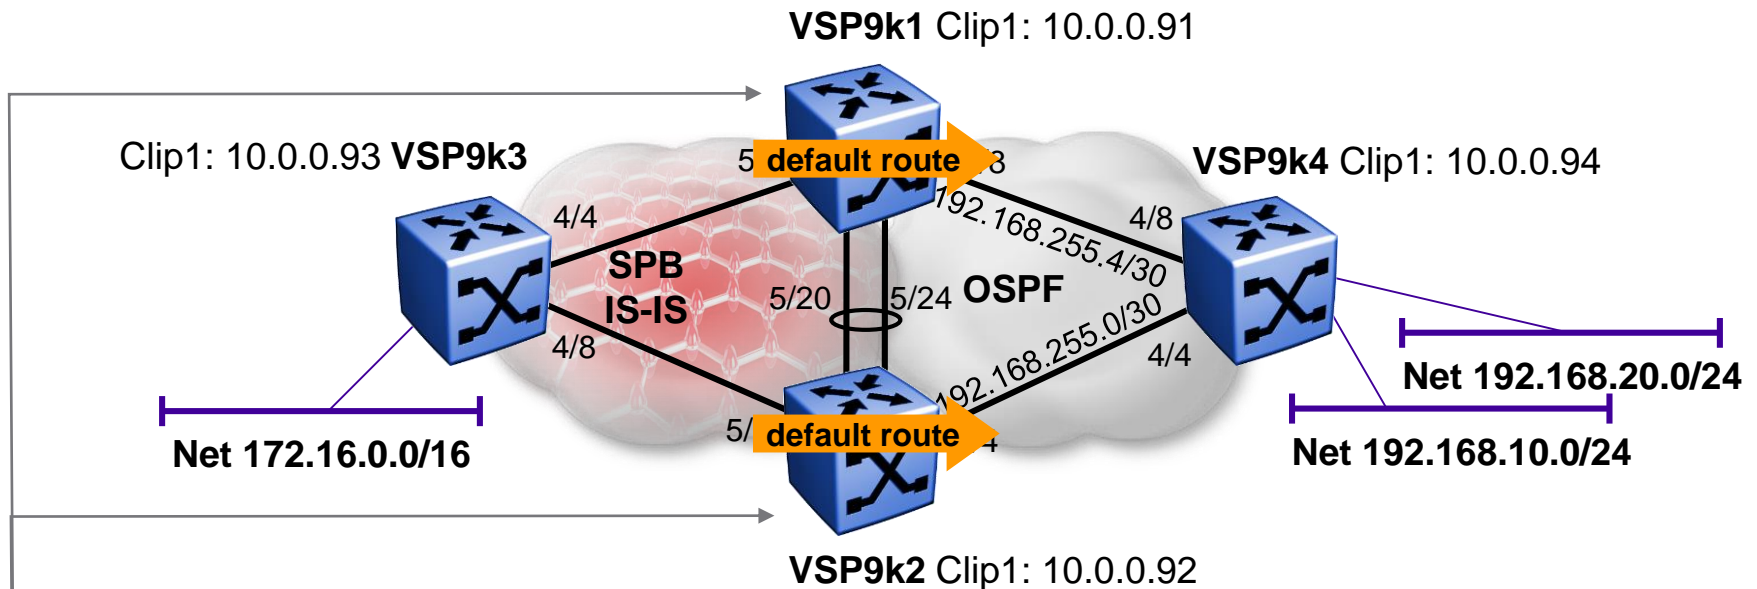 VSP9k1 Clip1: 10.0.0.91
Clip1: 10.0.0.93 VSP9k3
default route
VSP9k4 Clip1: 10.0.0.94
4/4
4/8
192.168.255.4/30
SPB
IS-IS
5/20
5/24
OSPF
4/8
192.168.255.0/30
4/4
Net 192.168.20.0/24
default route
Net 172.16.0.0/16
Net 192.168.10.0/24
VSP9k2 Clip1: 10.0.0.92